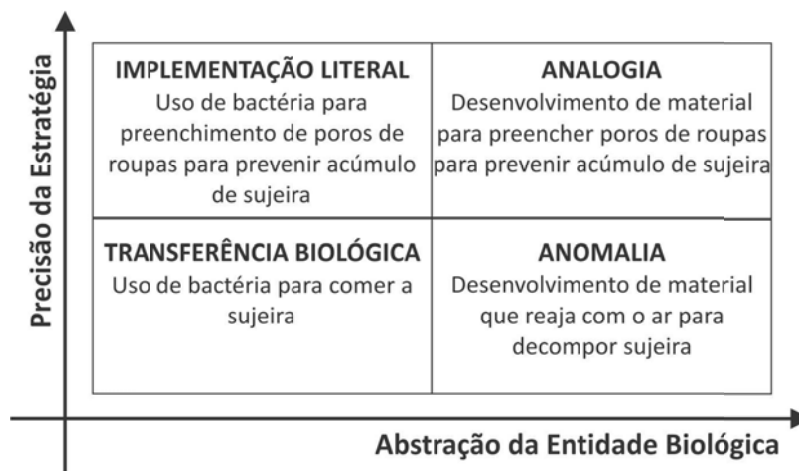 Precisão da Estratégia
IMPLEMENTAÇÃO LITERAL
Uso de bactéria para
preenchimento de poros de
roupas para prevenir acúmulo
de sujeira
ANALOGIA
Desenvolvimento de material
para preencher poros de roupas
para prevenir acúmulo de sujeira
TRANSFERÊNCIA BIOLÓGICA
Uso de bactéria para comer a
sujeira
ANOMALIA
Desenvolvimento de material
que reaja com o ar para
decompor sujeira
Abstração da Entidade Biológica